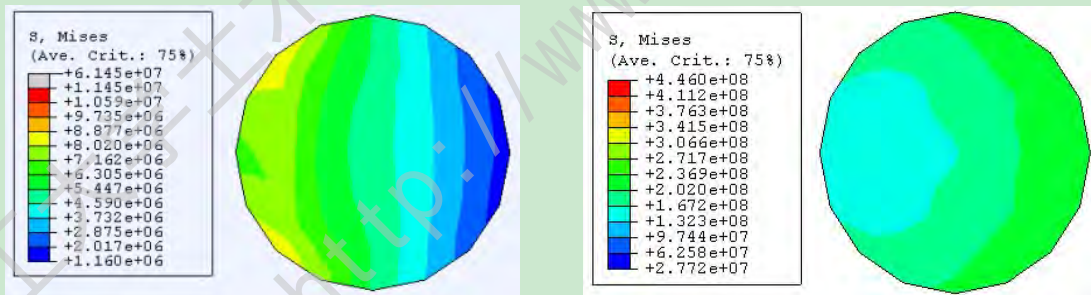 S, Mises
(Ave. Crit.: 75%)
+6.145e+07
+1.145e+07
+1.059e+07
+9.735e+06
+8.877e+06
+8.020e+06
+7.162e+06
+6.305e+06
+5.447e+06
+4.590e+06
+3.732e+06
+2.875e+06
+2.017e+06
+1.160e+06
S, Mises
(Ave. Crit.: 75%)
+4.460e+08
+4.112e+08
+3.763e+08
+3.415e+08
+3.066e+08
+2.717e+08
+2.369e+08
+2.020e+08
+1.672e+08
+1.323e+08
+9.744e+07
+6.258e+07
+2.772e+07
http://www